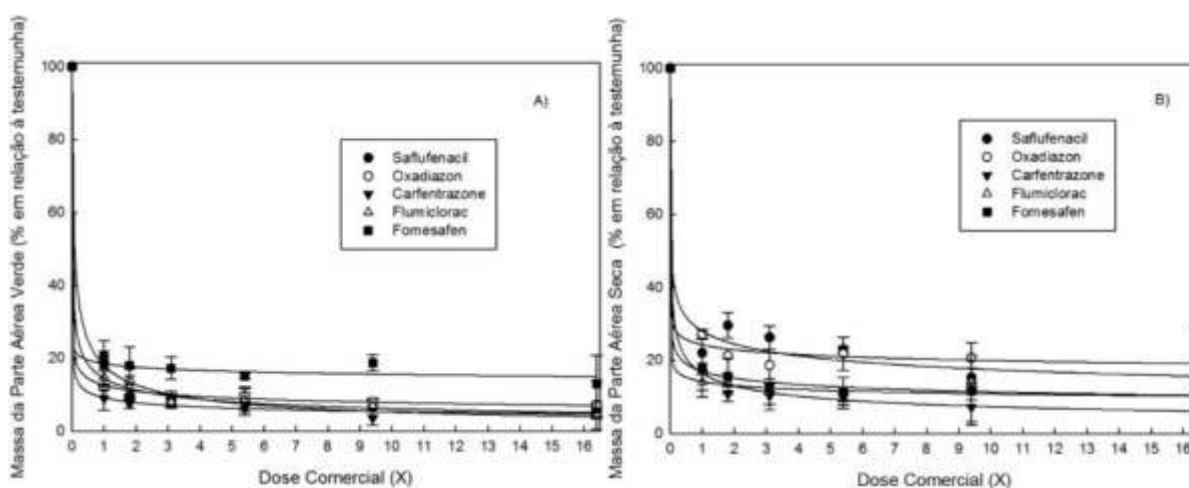 Massa da Parte Aérea Verde (% em relação à testemunha)
100
80
60
40
20
0
A)
Saflufenacil
Oxadiazon
Carfentrazone
Flumiclorac
Fomesafen
0 1 2 3 4 5 6 7 8 9 10 11 12 13 14 15 16
Dose Comercial (X)
Massa da Parte Aérea Seca (% em relação à testemunha)
100
80
60
40
20
0
B)
Saflufenacil
Oxadiazon
Carfentrazone
Flumiclorac
Fomesafen
0 1 2 3 4 5 6 7 8 9 10 11 12 13 14 15 16
Dose Comercial (X)